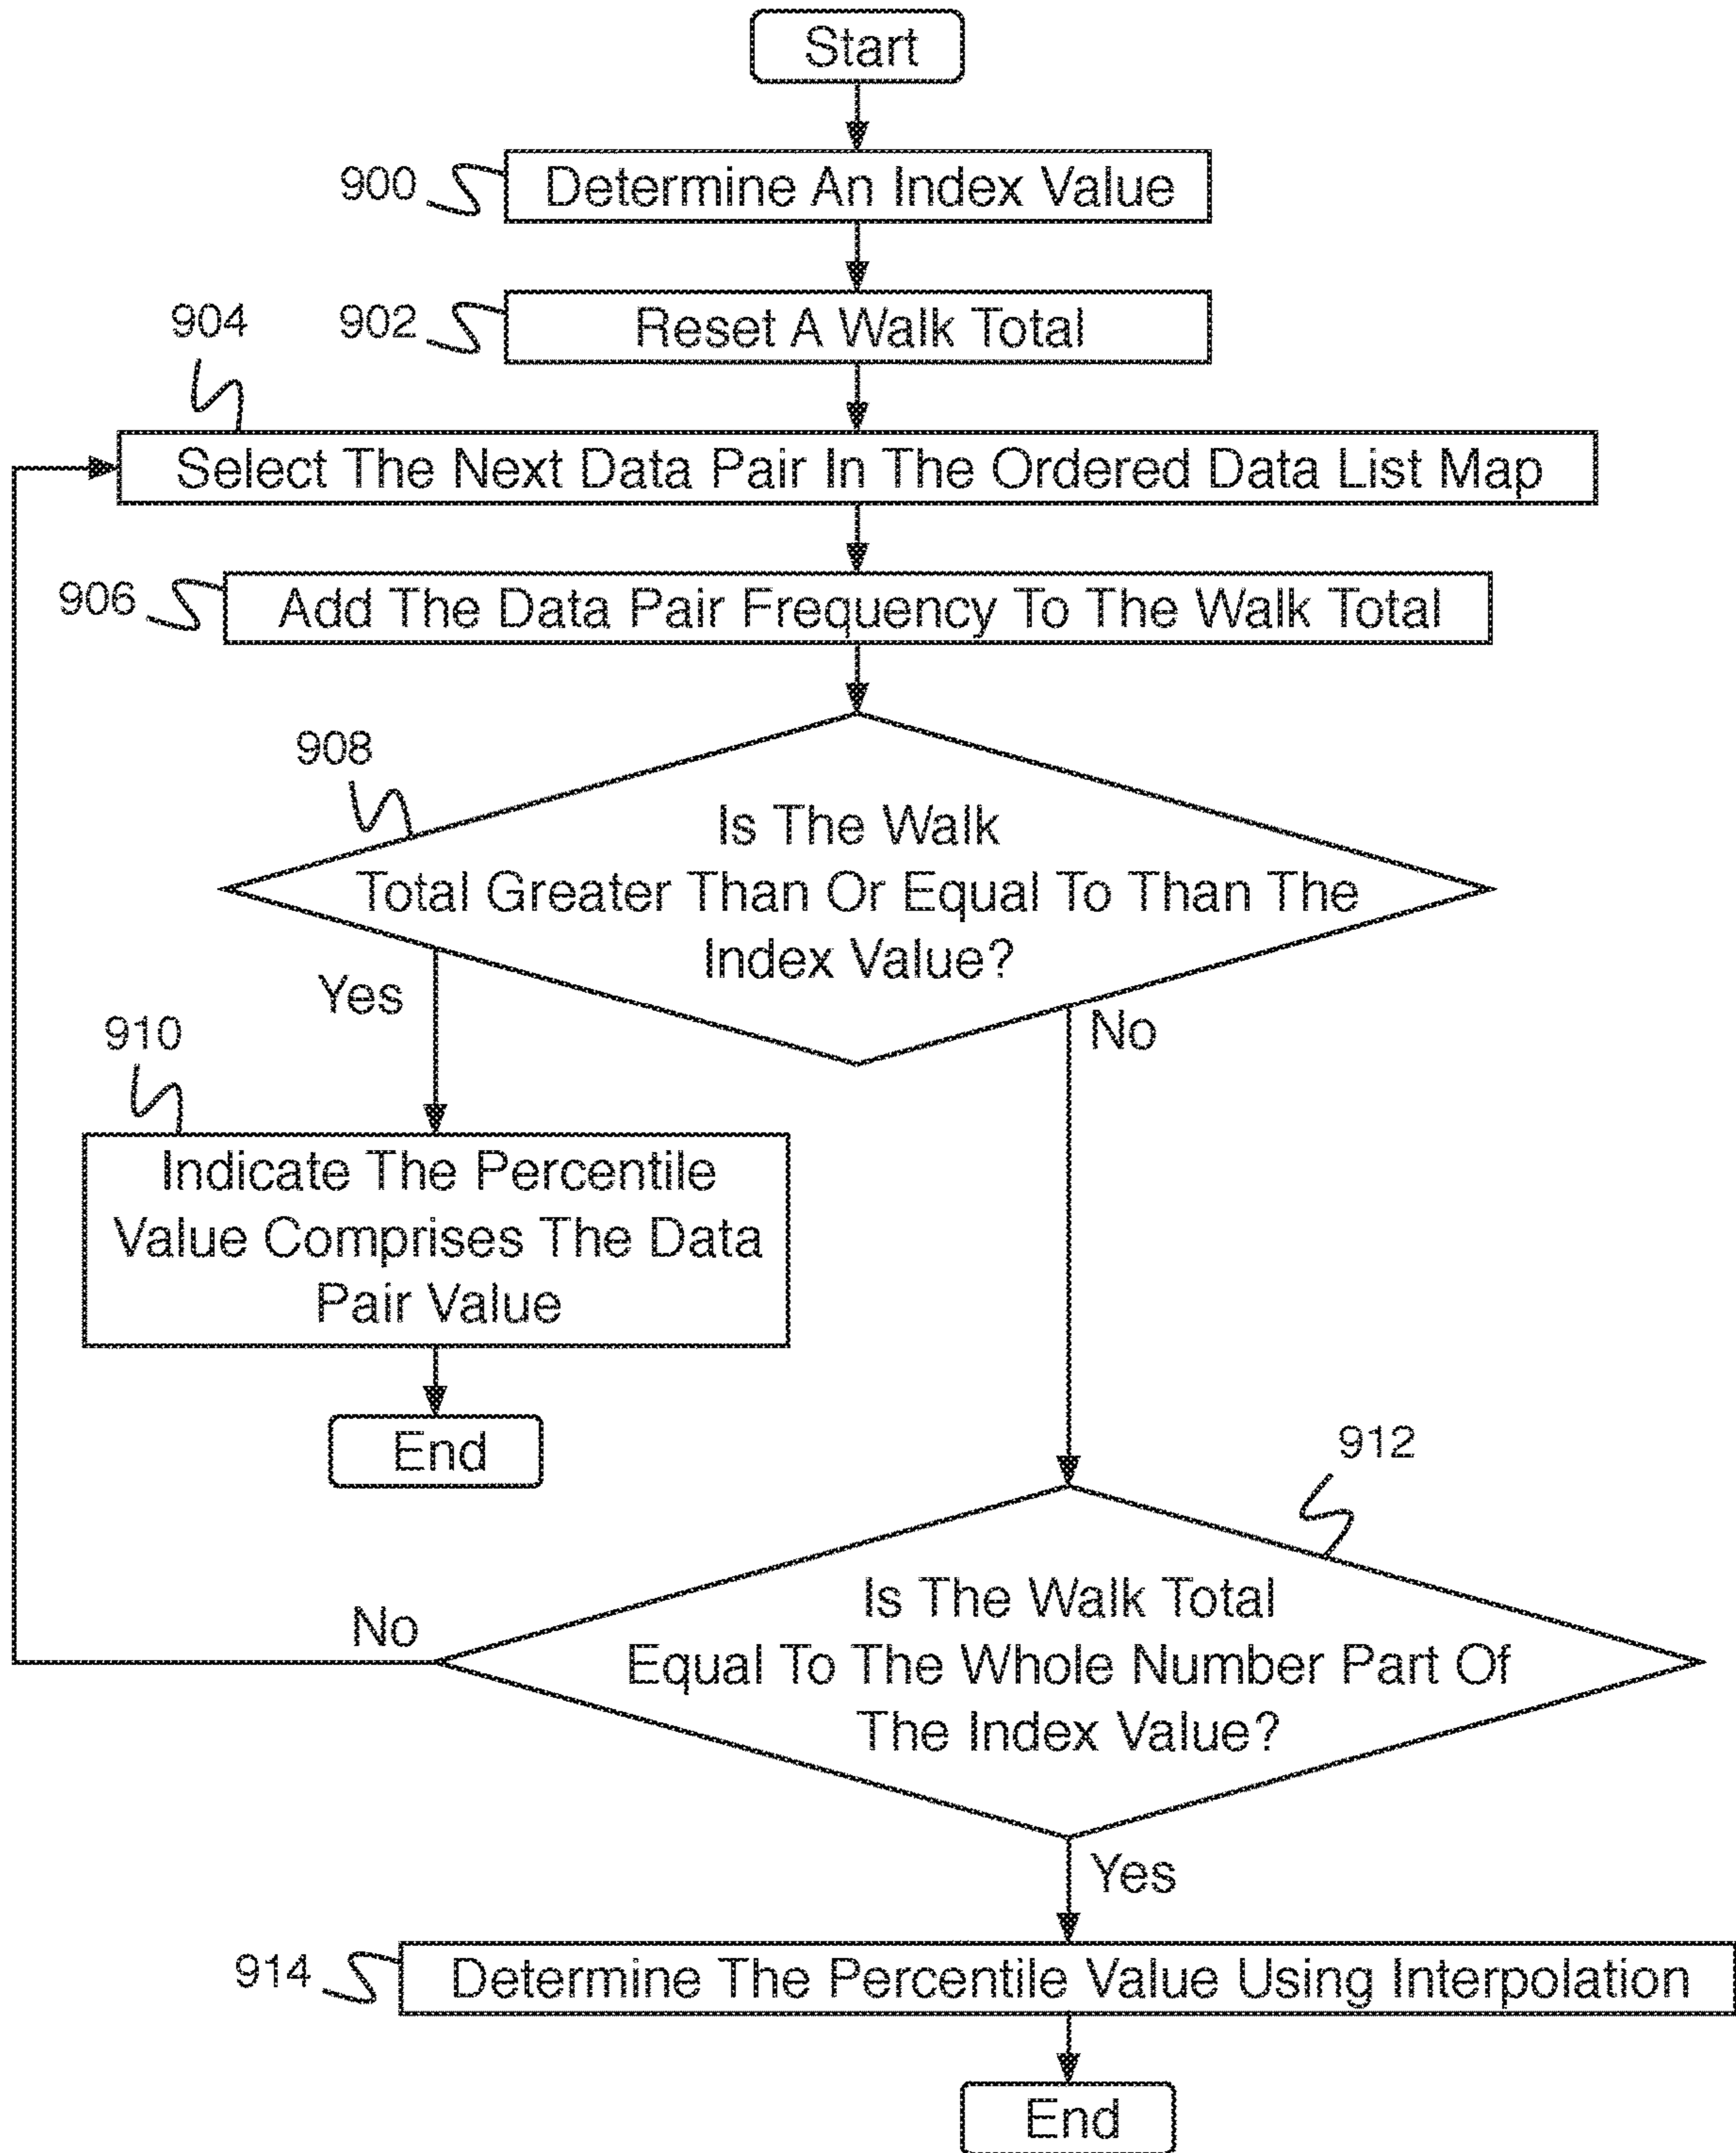 Start
900
Determine An Index Value
902
Reset A Walk Total
904
Select The Next Data Pair In The Ordered Data List Map
906
Add The Data Pair Frequency To The Walk Total
908
Is The Walk
Total Greater Than Or Equal To Than The
Index Value?
Yes
No
910
Indicate The Percentile
Value Comprises The Data
Pair Value
End
912
Is The Walk Total
Equal To The Whole Number Part Of
The Index Value?
No
Yes
914
Determine The Percentile Value Using Interpolation
End